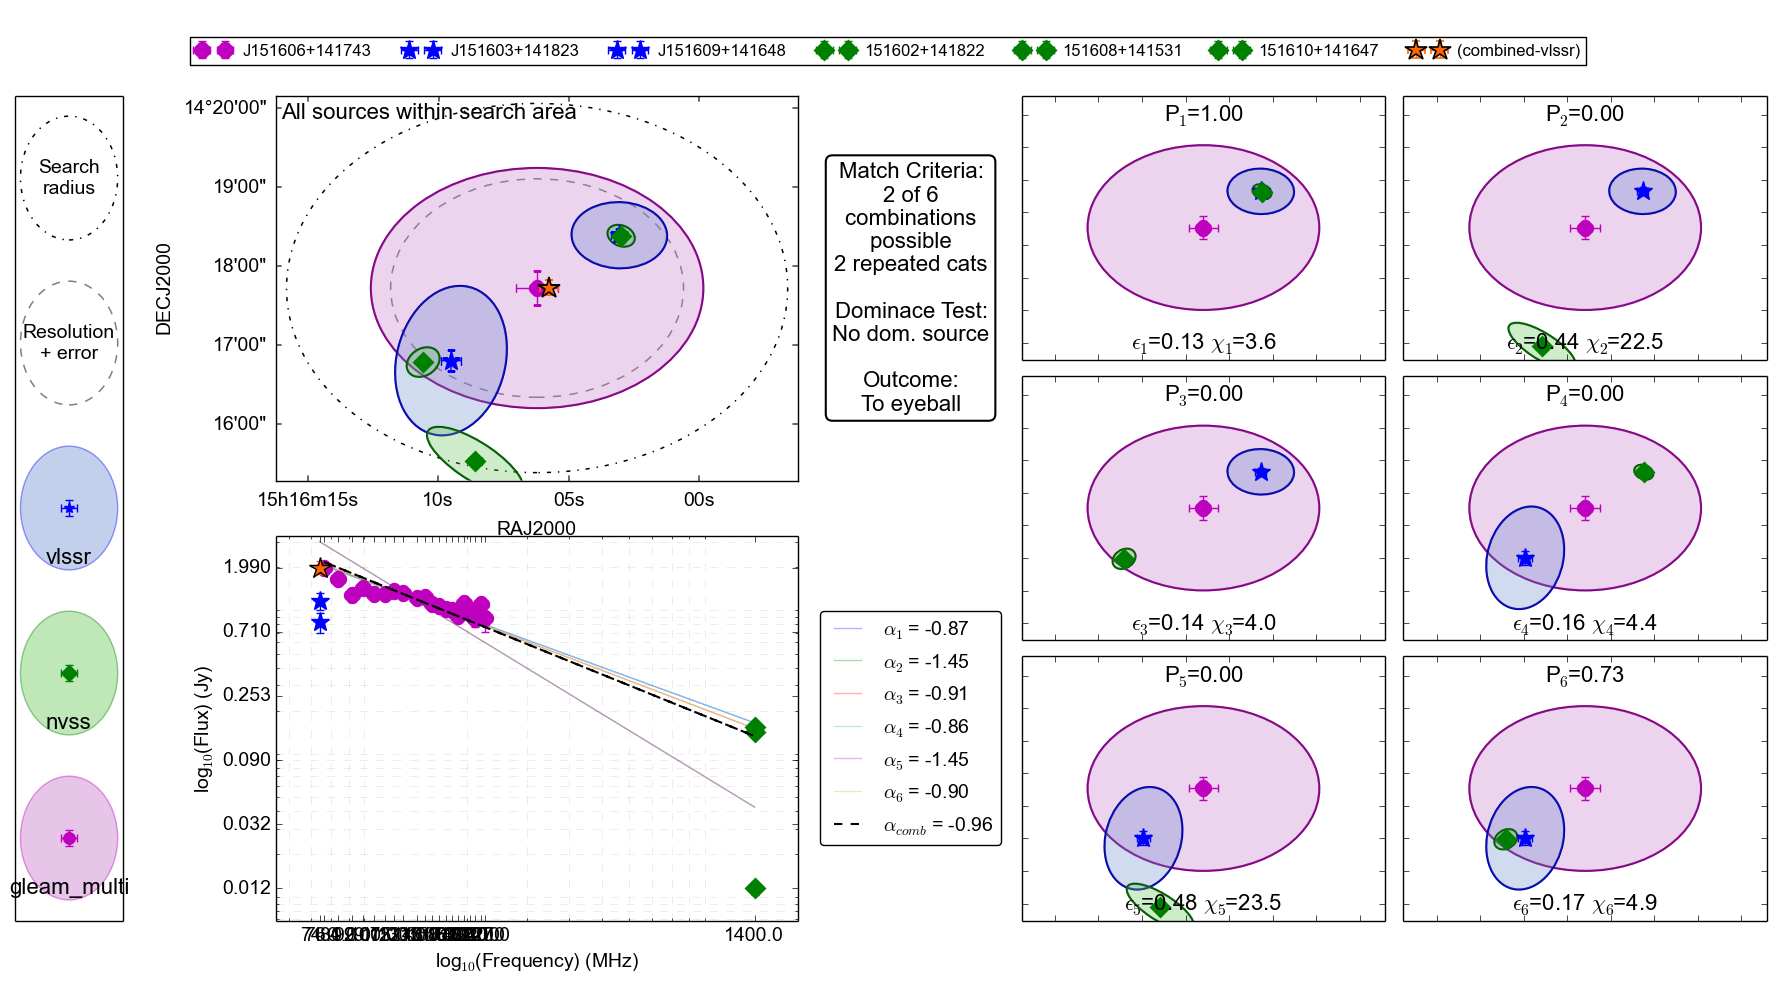 J151606+141743 J151603+141823 J151609+141648 151602+141822 151608+141531 151610+141647 (combined-vlssr)
Search
radius
Resolution
+ error
vlssr
nvss
gleam_multi
All sources within search area
14°20'00"
19'00"
18'00"
17'00"
16'00"
DECJ2000
15h16m15s 10s 05s 00s
RAJ2000
Match Criteria:
2 of 6
combinations
possible
2 repeated cats
Dominace Test:
No dom. source
Outcome:
To eyeball
P1=1.00
ϵ1=0.13 χ1=3.6
P2=0.00
ϵ2=0.44 χ2=22.5
P3=0.00
ϵ3=0.14 χ3=4.0
P4=0.00
ϵ4=0.16 χ4=4.4
P5=0.00
ϵ5=0.48 χ5=23.5
P6=0.73
ϵ6=0.17 χ6=4.9
1.990
0.710
0.253
0.090
0.032
0.012
log10(Flux) (Jy)
1400.0
log10(Frequency) (MHz)
α1 = -0.87
α2 = -1.45
α3 = -0.91
α4 = -0.86
α5 = -1.45
α6 = -0.90
αcomb = -0.96